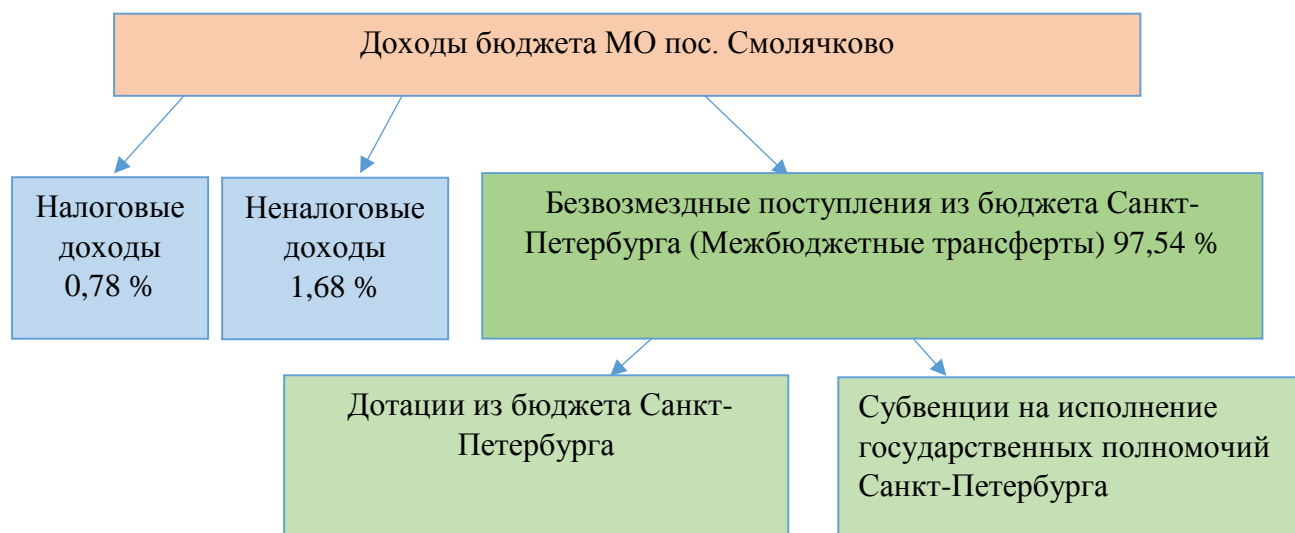 Доходы бюджета МО пос. Смолячково
Налоговые
доходы
0,78 %
Неналоговые
доходы
1,68 %
Безвозмездные поступления из бюджета Санкт-
Петербурга (Межбюджетные трансферты) 97,54 %
Дотации из бюджета Санкт-
Петербурга
Субвенции на исполнение
государственных полномочий
Санкт-Петербурга